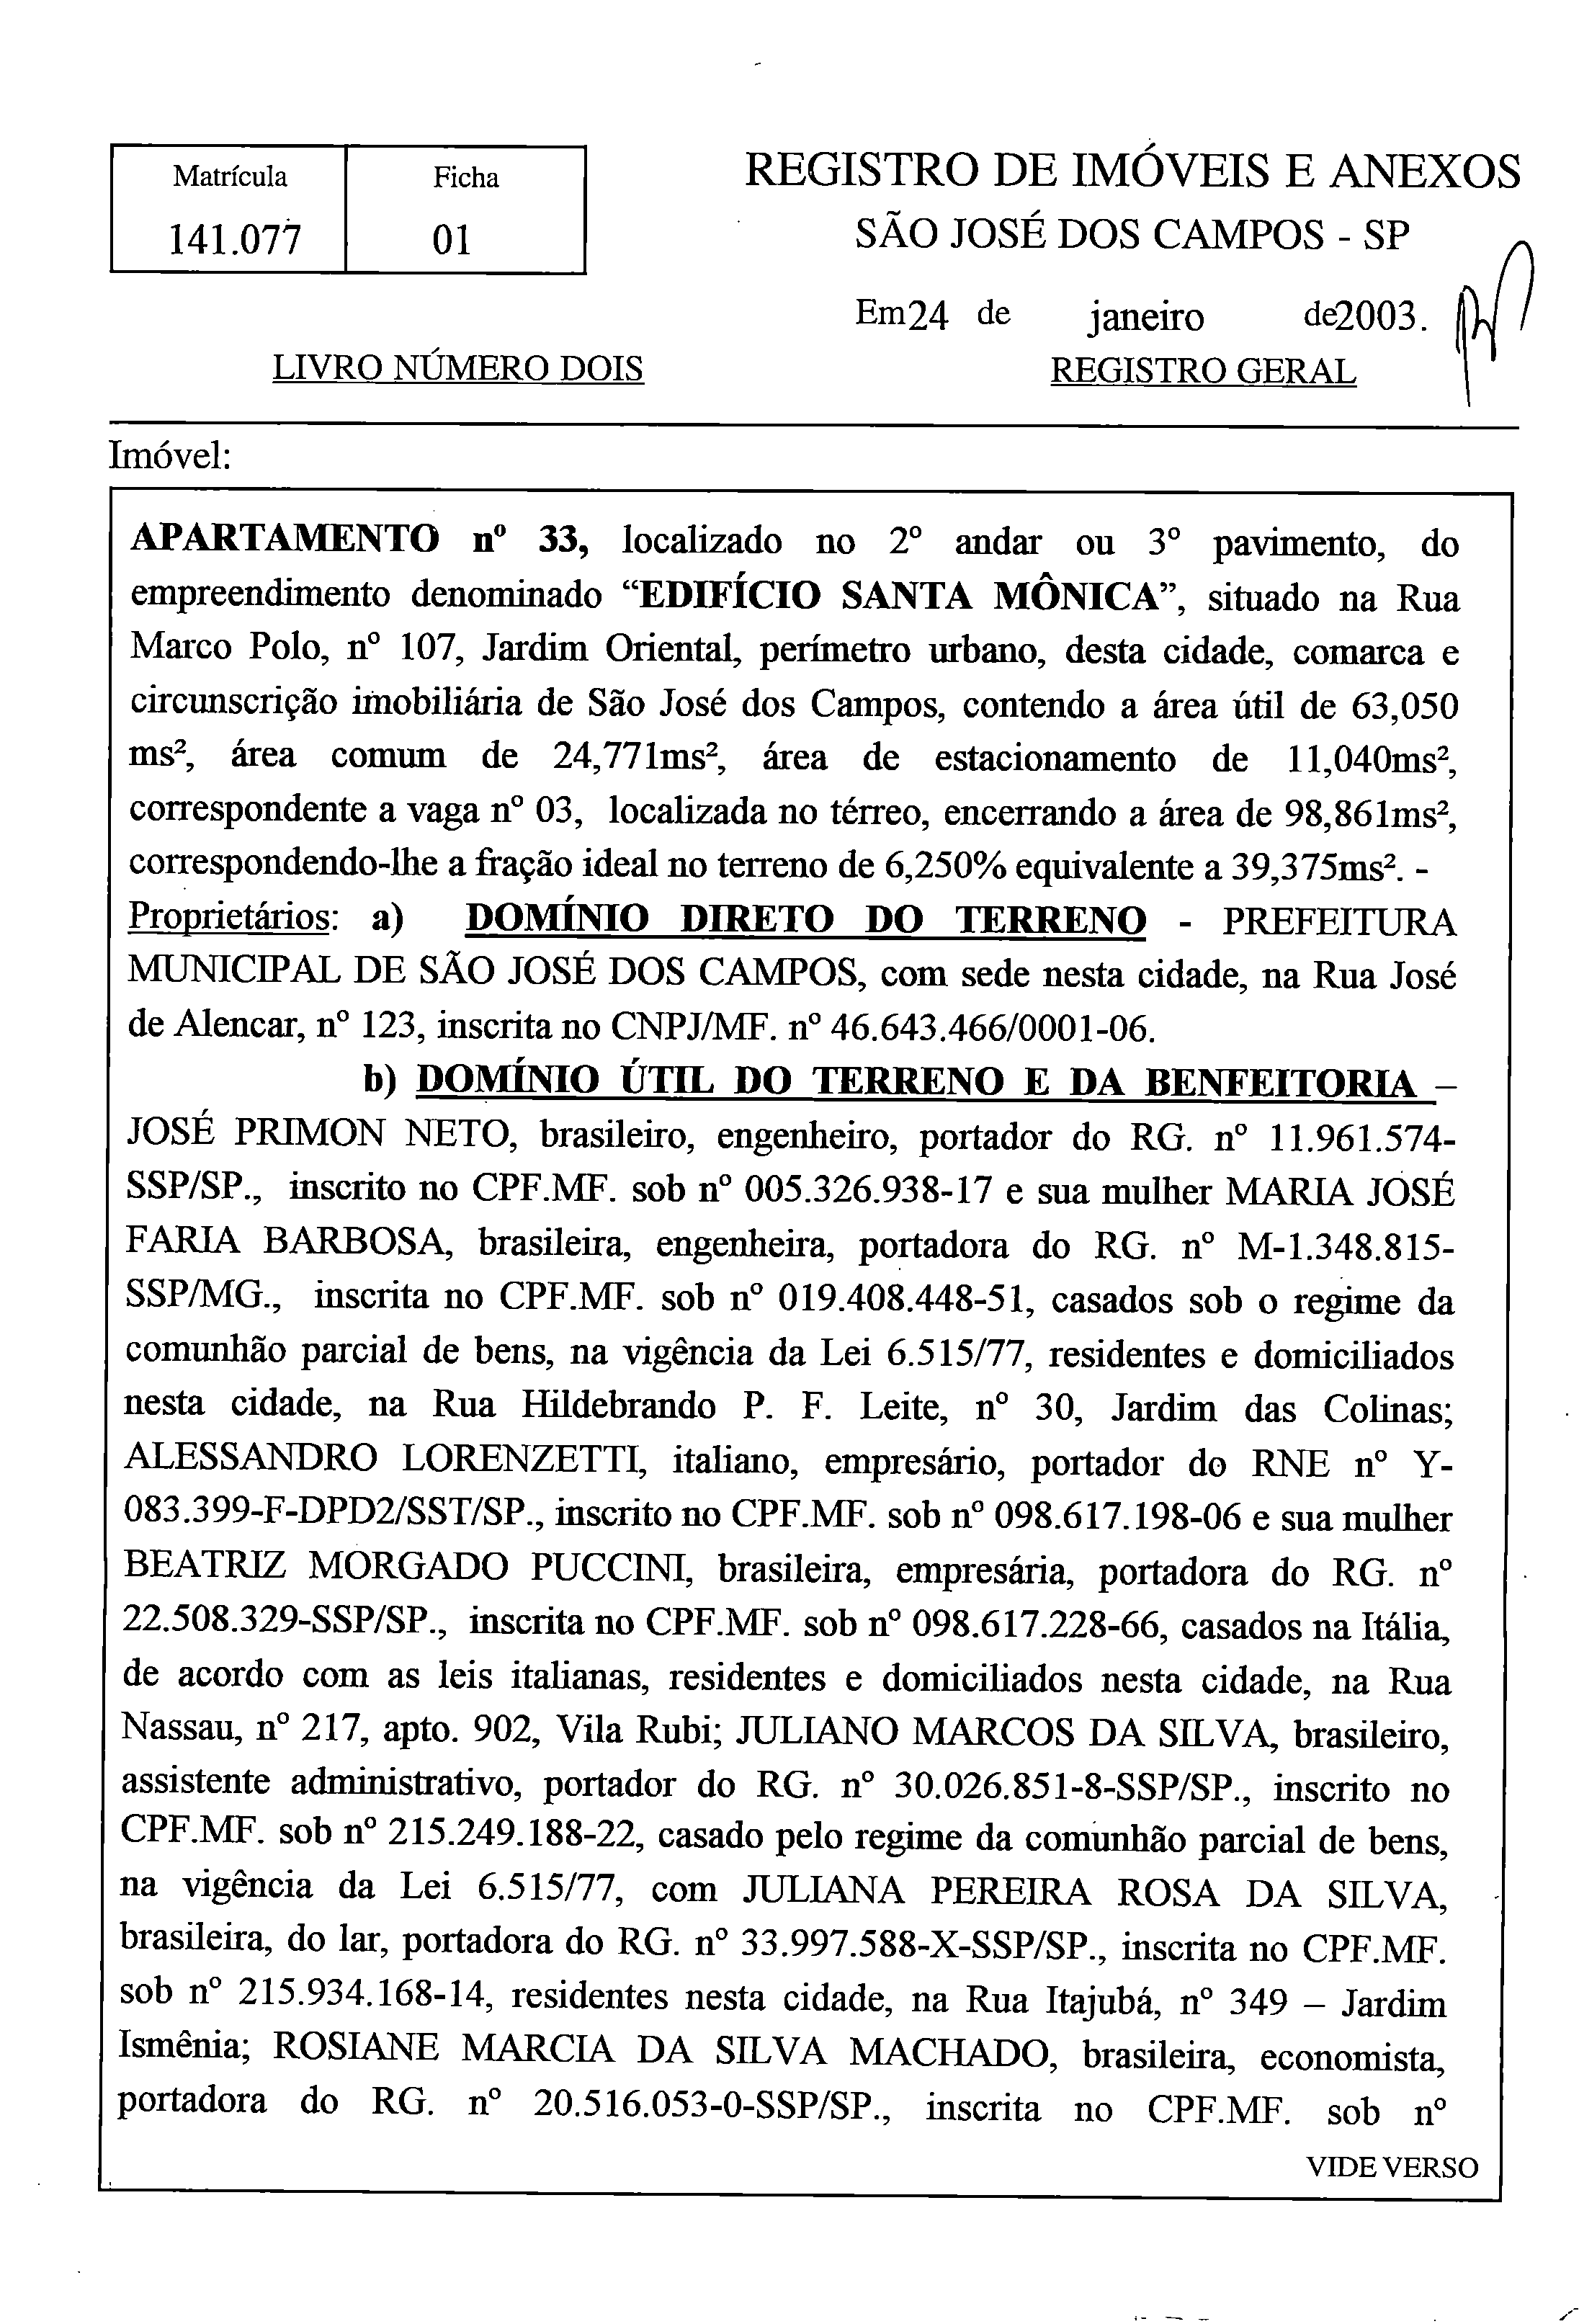 Matrícula
141.077
Ficha
01
REGISTRO DE IMÓVEIS E ANEXOS
SÃO JOSÉ DOS CAMPOS - SP
Em24 de janeiro de2003.
LIVRO NÚMERO DOIS
REGISTRO GERAL
Imóvel:
APARTAMENTO nº 33, localizado no 2º andar ou 3º pavimento, do
empreendimento denominado “EDIFÍCIO SANTA MÔNICA”, situado na Rua
Marco Polo, nº 107, Jardim Oriental, perímetro urbano, desta cidade, comarca e
circunscrição imobiliária de São José dos Campos, contendo a área útil de 63,050
ms², área comum de 24,771ms², área de estacionamento de 11,040ms²,
correspondente a vaga nº 03, localizada no térreo, encerrando a área de 98,861ms²,
correspondendo-lhe a fração ideal no terreno de 6,250% equivalente a 39,375ms². -
Proprietários: a) DOMÍNIO DIRETO DO TERRENO - PREFEITURA
MUNICIPAL DE SÃO JOSÉ DOS CAMPOS, com sede nesta cidade, na Rua José
de Alencar, nº 123, inscrita no CNPJ/MF. nº 46.643.466/0001-06.
b) DOMÍNIO ÚTIL DO TERRENO E DA BENFEITORIA –
JOSÉ PRIMON NETO, brasileiro, engenheiro, portador do RG. nº 11.961.574-
SSP/SP., inscrito no CPF.MF. sob nº 005.326.938-17 e sua mulher MARIA JOSÉ
FARIA BARBOSA, brasileira, engenheira, portadora do RG. nº M-1.348.815-
SSP/MG., inscrita no CPF.MF. sob nº 019.408.448-51, casados sob o regime da
comunhão parcial de bens, na vigência da Lei 6.515/77, residentes e domiciliados
nesta cidade, na Rua Hildebrando P. F. Leite, nº 30, Jardim das Colinas;
ALESSANDRO LORENZETTI, italiano, empresário, portador do RNE nº Y-
083.399-F-DPD2/SST/SP., inscrito no CPF.MF. sob nº 098.617.198-06 e sua mulher
BEATRIZ MORGADO PUCCINI, brasileira, empresária, portadora do RG. nº
22.508.329-SSP/SP., inscrita no CPF.MF. sob nº 098.617.228-66, casados na Itália,
de acordo com as leis italianas, residentes e domiciliados nesta cidade, na Rua
Nassau, nº 217, apto. 902, Vila Rubi; JULIANO MARCOS DA SILVA, brasileiro,
assistente administrativo, portador do RG. nº 30.026.851-8-SSP/SP., inscrito no
CPF.MF. sob nº 215.249.188-22, casado pelo regime da comunhão parcial de bens,
na vigência da Lei 6.515/77, com JULIANA PEREIRA ROSA DA SILVA,
brasileira, do lar, portadora do RG. nº 33.997.588-X-SSP/SP., inscrita no CPF.MF.
sob nº 215.934.168-14, residentes nesta cidade, na Rua Itajubá, nº 349 – Jardim
Ismênia; ROSIANE MARCIA DA SILVA MACHADO, brasileira, economista,
portadora do RG. nº 20.516.053-0-SSP/SP., inscrita no CPF.MF. sob nº
VIDE VERSO